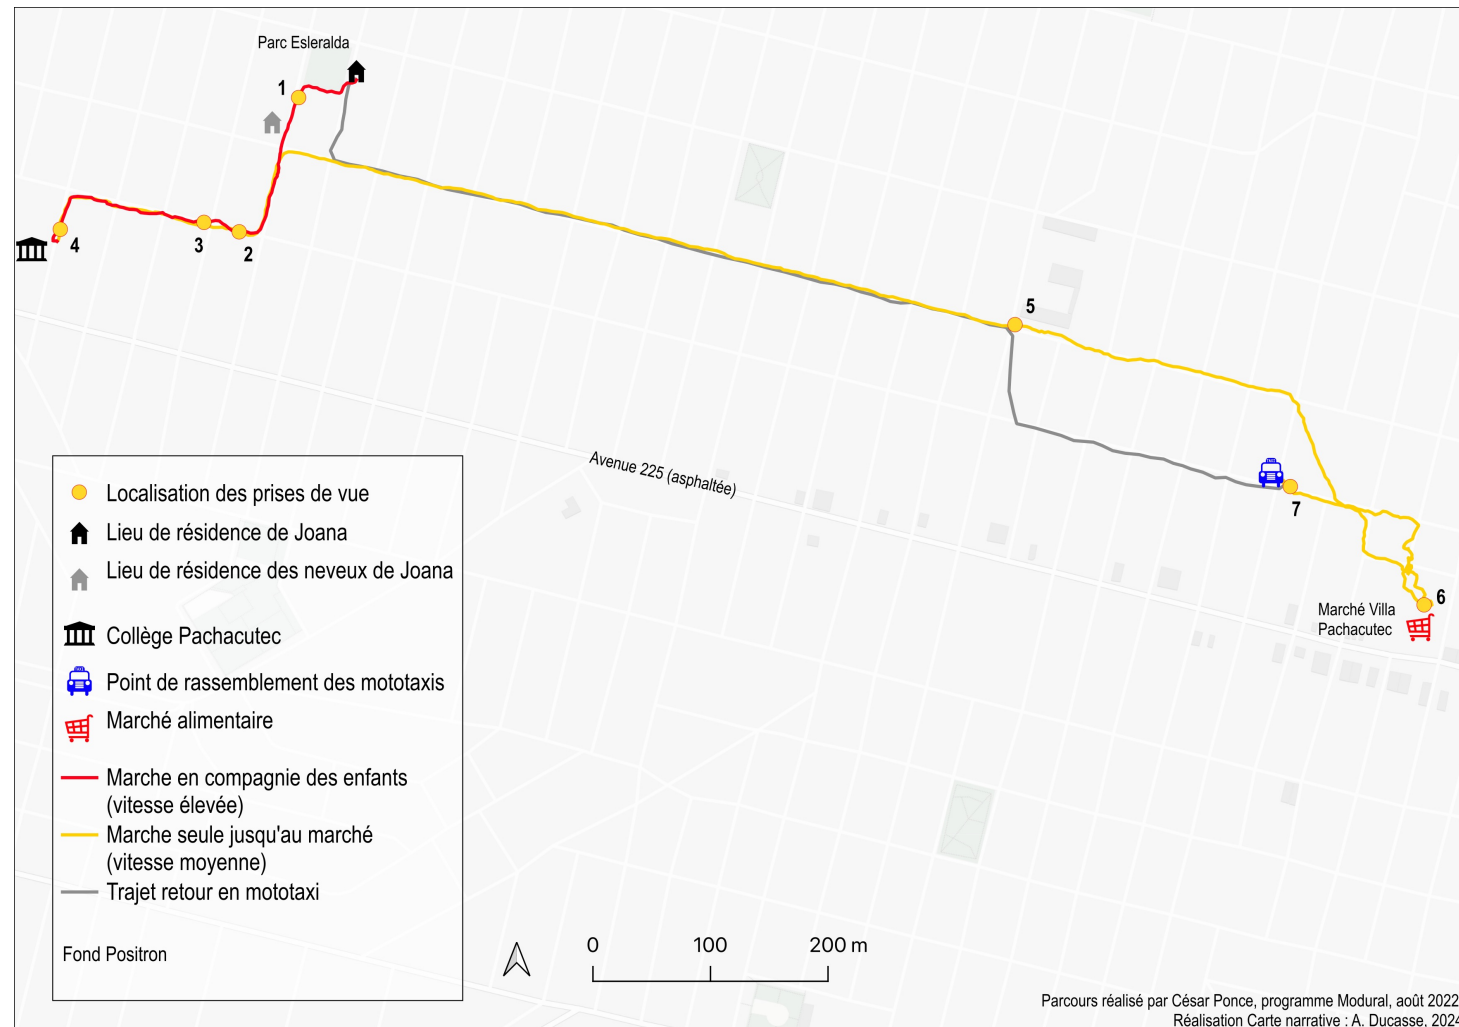 Parc Esleralda
1
4
3
2
5
Avenue 225 (asphaltée)
7
Marché Villa
Pachacutec
6
Localisation des prises de vue
Lieu de résidence de Joana
Lieu de résidence des neveux de Joana
Collège Pachacutec
Point de rassemblement des mototaxis
Marché alimentaire
Marche en compagnie des enfants
(vitesse élevée)
Marche seule jusqu'au marché
(vitesse moyenne)
Trajet retour en mototaxi
Fond Positron
0 100 200 m
Parcours réalisé par César Ponce, programme Modural, août 2022
Réalisation Carte narrative : A. Ducasse, 2024